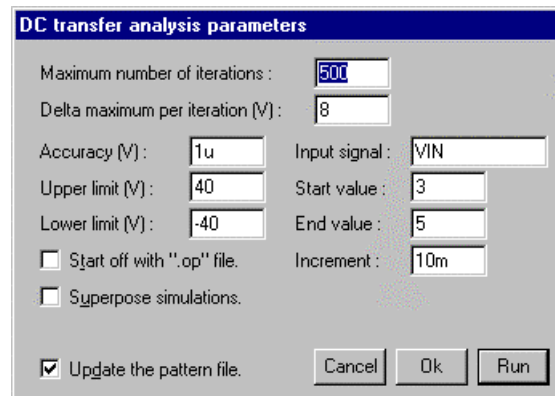 DC transfer analysis parameters
Maximum number of iterations : 500
Delta maximum per iteration (V) : 8
Accuracy (V) : 1u Input signal : VIN
Upper limit (V) : 40 Start value : 3
Lower limit (V) : -40 End value : 5
Start off with ".op" file. Increment : 10m
Superpose simulations.
Update the pattern file. Cancel Ok Run